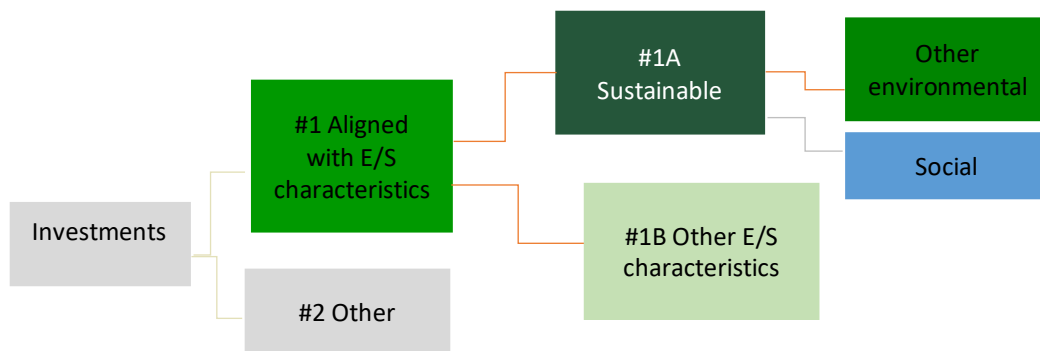 Investments
#1 Aligned
with E/S
characteristics
#2 Other
#1A
Sustainable
#1B Other E/S
characteristics
Other
environmental
Social